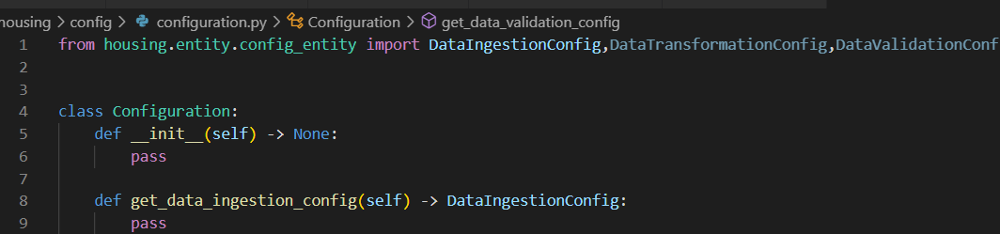 housing > config > configuration.py > Configuration > get_data_validation_config
1 from housing.entity.config_entity import DataIngestionConfig,DataTransformationConfig,DataValidationConf
2
3
4 class Configuration:
5 def __init__(self) -> None:
6 pass
7
8 def get_data_ingestion_config(self) -> DataIngestionConfig:
9 pass